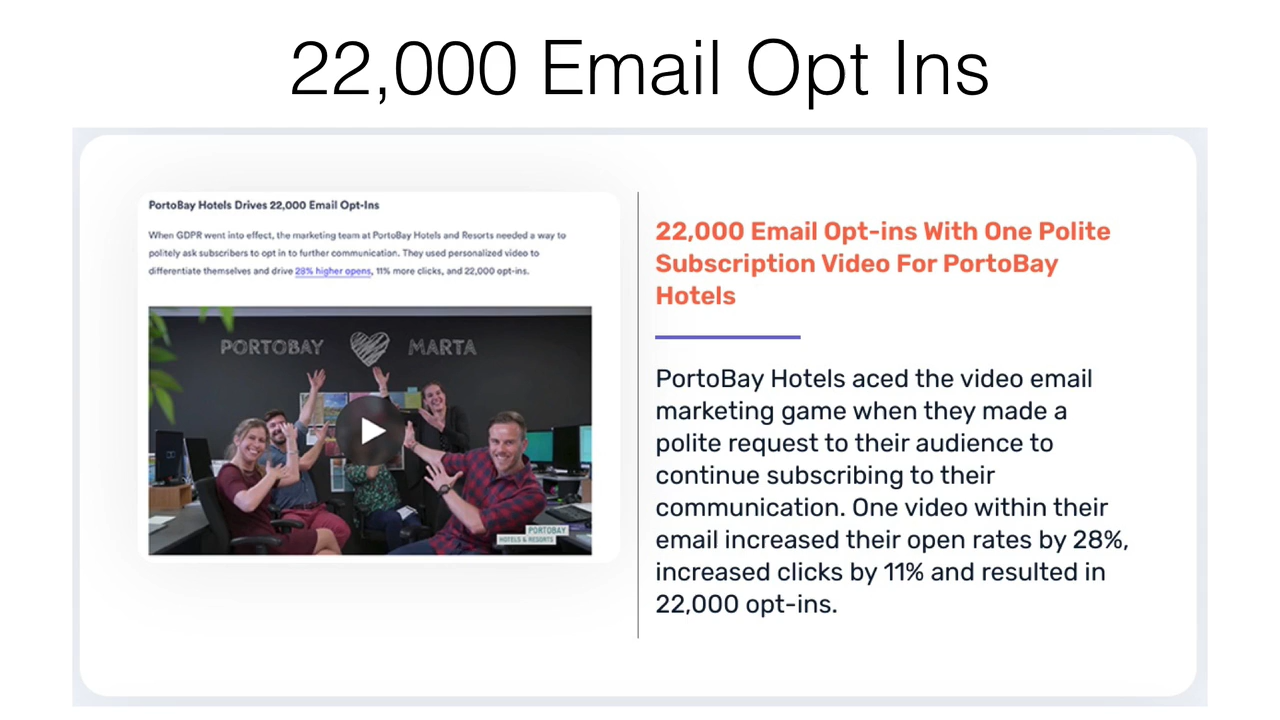 22,000 Email Opt Ins
PortoBay Hotels Drives 22,000 Email Opt-Ins
When GDPR went into effect, the marketing team at PortoBay Hotels and Resorts needed a way to
politely ask subscribers to opt in to further communication. They used personalized video to
differentiate themselves and drive 28% higher opens, 11% more clicks, and 22,000 opt-ins.
PORTOBAY MARTA
PORTOBAY
HOTELS & RESORTS
22,000 Email Opt-ins With One Polite
Subscription Video For PortoBay
Hotels
PortoBay Hotels aced the video email
marketing game when they made a
polite request to their audience to
continue subscribing to their
communication. One video within their
email increased their open rates by 28%,
increased clicks by 11% and resulted in
22,000 opt-ins.